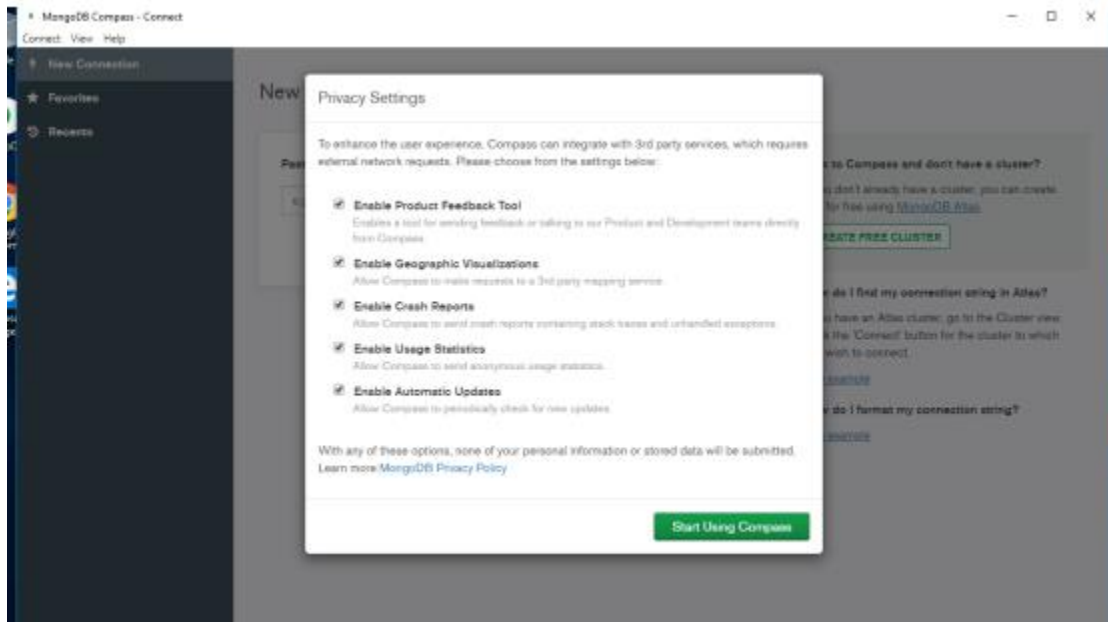 MongoDB Compass - Connect
Connect View Help
New Connection
Favorites
Recents
New
Privacy Settings
To enhance the user experience, Compass can integrate with 3rd party services, which requires
external network requests. Please choose from the settings below:
Enable Product Feedback Tool
Enables a tool for sending feedback or talking to our Product and Development teams directly
from Compass.
Enable Geographic Visualizations
Allow Compass to make requests to a 3rd party mapping service.
Enable Crash Reports
Allow Compass to send crash reports containing stack traces and unhandled exceptions.
Enable Usage Statistics
Allow Compass to send anonymous usage statistics.
Enable Automatic Updates
Allow Compass to periodically check for new updates.
With any of these options, none of your personal information or stored data will be submitted.
Learn more: MongoDB Privacy Policy
Start Using Compass
to Compass and don't have a cluster?
don't already have a cluster, you can create
for free using MongoDB Atlas
EATE FREE CLUSTER
do I find my connection string in Atlas?
have an Atlas cluster, go to the Cluster view
the 'Connect' button for the cluster to which
wish to connect.
example
do I format my connection string?
example